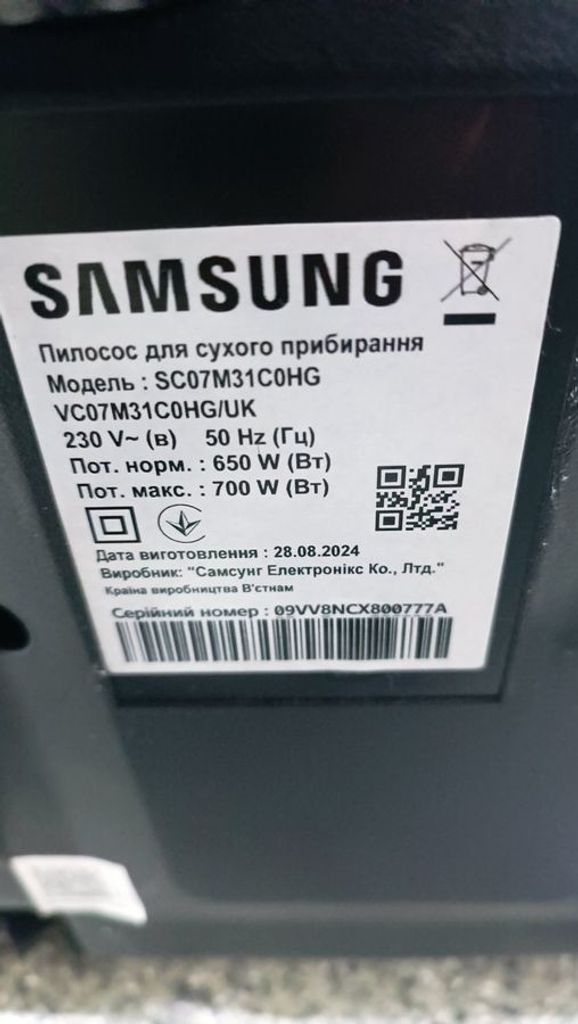 SAMSUNG
Пилосос для сухого прибирання
Модель : SC07M31C0HG
VC07M31C0HG/UK
230 V~ (в) 50 Hz (Гц)
Пот. норм. : 650 W (Вт)
Пот. макс. : 700 W (Вт)
Дата виготовлення : 28.08.2024
Виробник: "Самсунг Електронікс Ко., Лтд."
Країна виробництва В'єтнам
Серійний номер : 09VV8NCX800777A